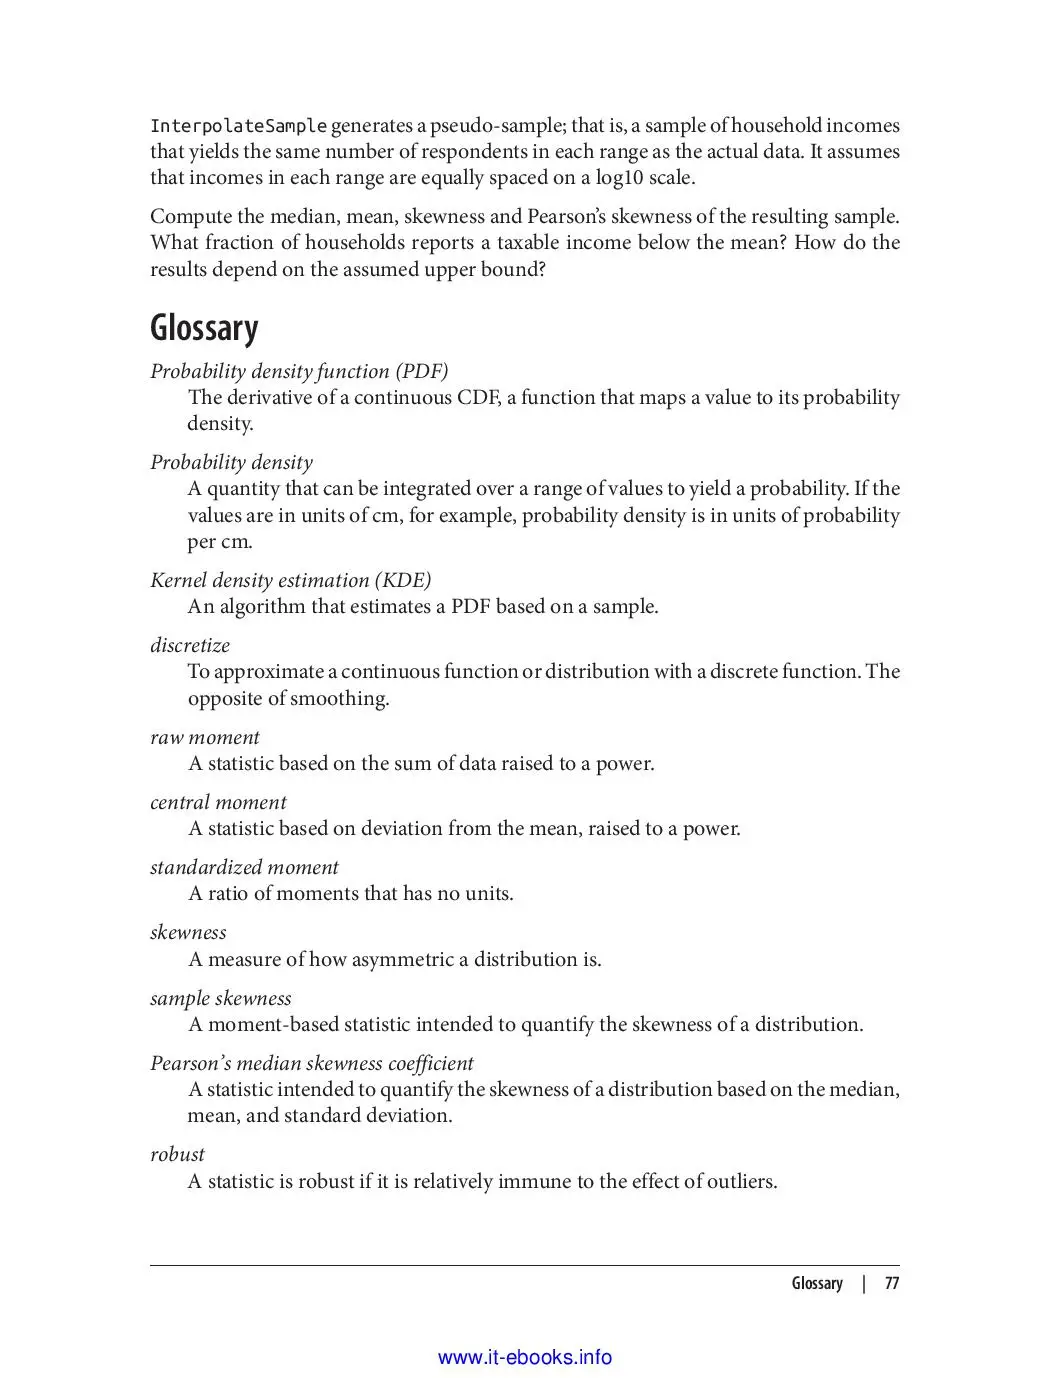 InterpolateSample generates a pseudo-sample; that is, a sample of household incomes
that yields the same number of respondents in each range as the actual data. It assumes
that incomes in each range are equally spaced on a log10 scale.
Compute the median, mean, skewness and Pearson’s skewness of the resulting sample.
What fraction of households reports a taxable income below the mean? How do the
results depend on the assumed upper bound?
Glossary
Probability density function (PDF)
The derivative of a continuous CDF, a function that maps a value to its probability
density.
Probability density
A quantity that can be integrated over a range of values to yield a probability. If the
values are in units of cm, for example, probability density is in units of probability
per cm.
Kernel density estimation (KDE)
An algorithm that estimates a PDF based on a sample.
discretize
To approximate a continuous function or distribution with a discrete function. The
opposite of smoothing.
raw moment
A statistic based on the sum of data raised to a power.
central moment
A statistic based on deviation from the mean, raised to a power.
standardized moment
A ratio of moments that has no units.
skewness
A measure of how asymmetric a distribution is.
sample skewness
A moment-based statistic intended to quantify the skewness of a distribution.
Pearson’s median skewness coefficient
A statistic intended to quantify the skewness of a distribution based on the median,
mean, and standard deviation.
robust
A statistic is robust if it is relatively immune to the effect of outliers.
Glossary | 77
www.it-ebooks.info